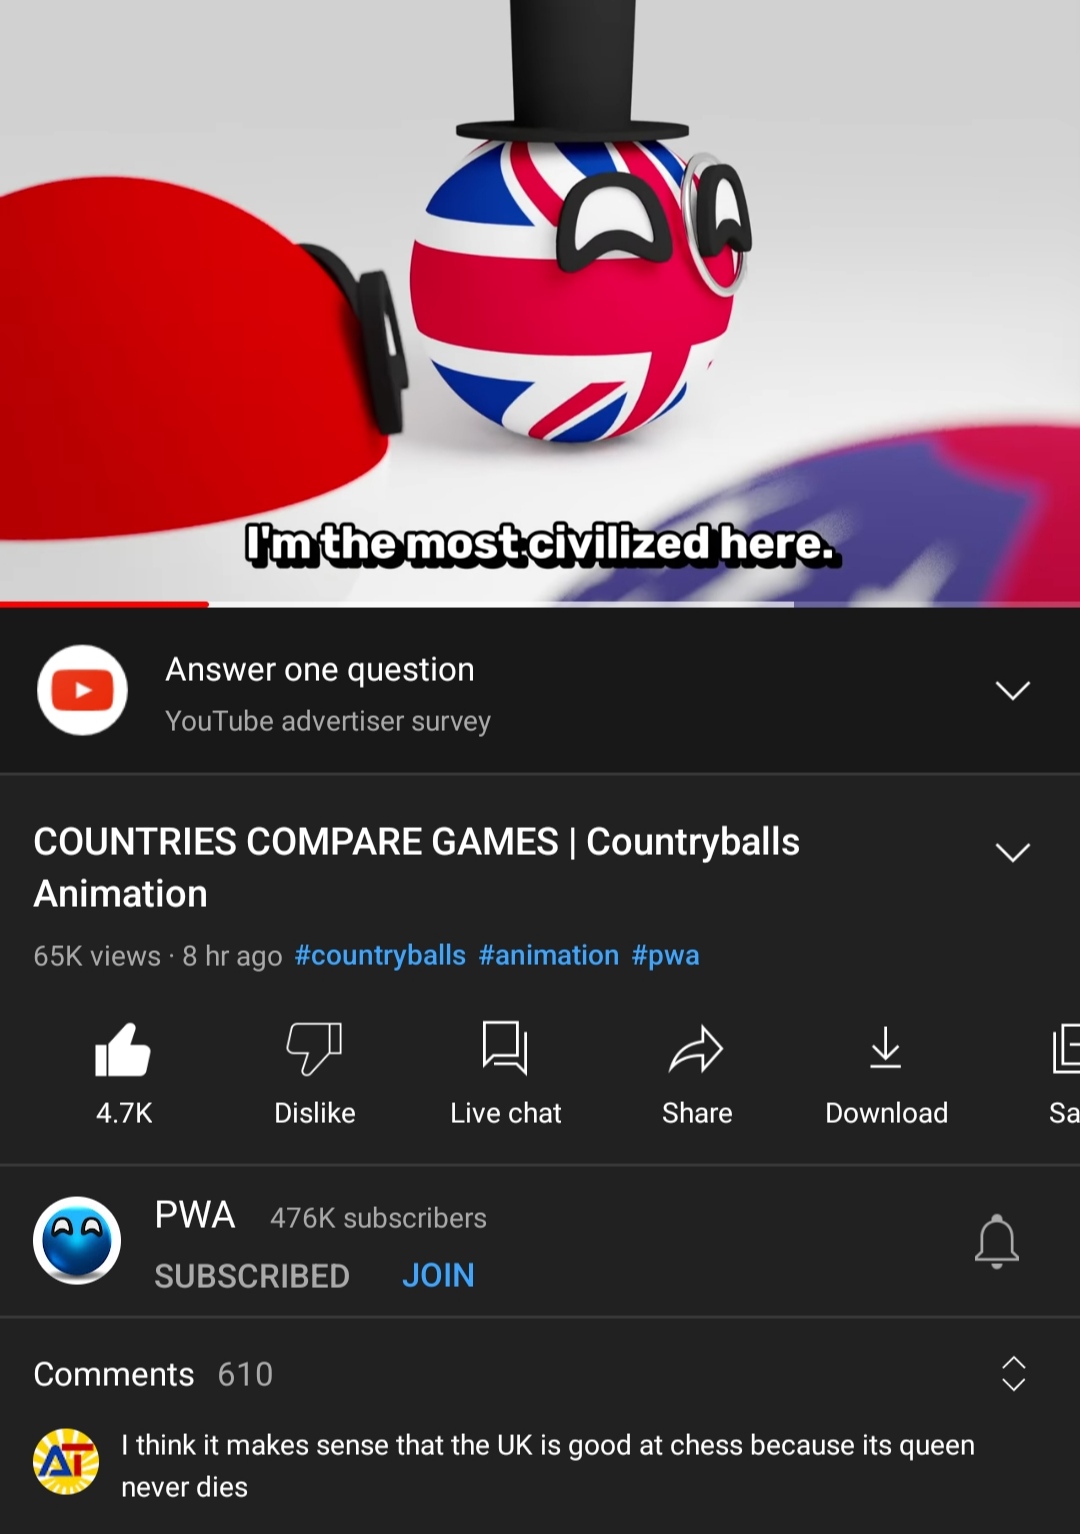 I'm the most civilized here.
Answer one question
YouTube advertiser survey
COUNTRIES COMPARE GAMES | Countryballs
Animation
65K views · 8 hr ago #countryballs #animation #pwa
4.7K Dislike Live chat Share Download Sa
PWA 476K subscribers
SUBSCRIBED JOIN
Comments 610
AT
I think it makes sense that the UK is good at chess because its queen
never dies